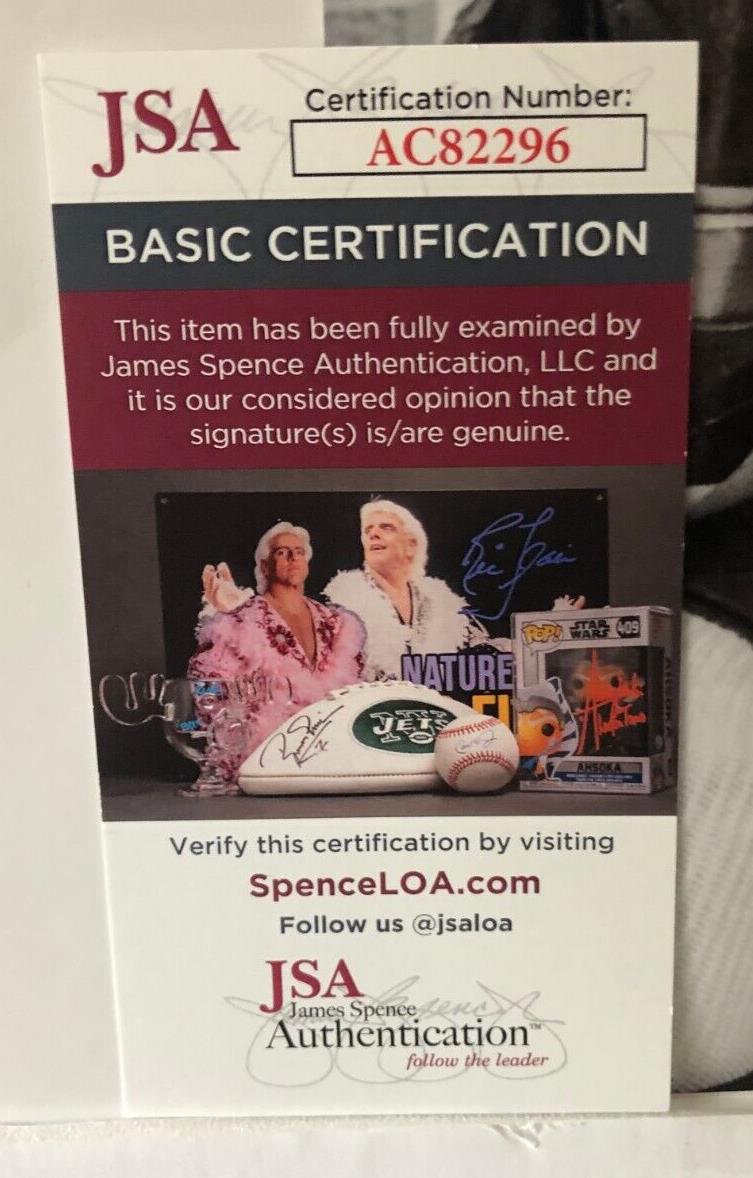 JSA
Certification Number:
AC82296
BASIC CERTIFICATION
This item has been fully examined by
James Spence Authentication, LLC and
it is our considered opinion that the
signature(s) is/are genuine.
NATURE
POP!
STAR
WARS
409
JETS
AHSOKA
Verify this certification by visiting
SpenceLOA.com
Follow us @jsaloa
JSA
James Spence
Authentication™
follow the leader